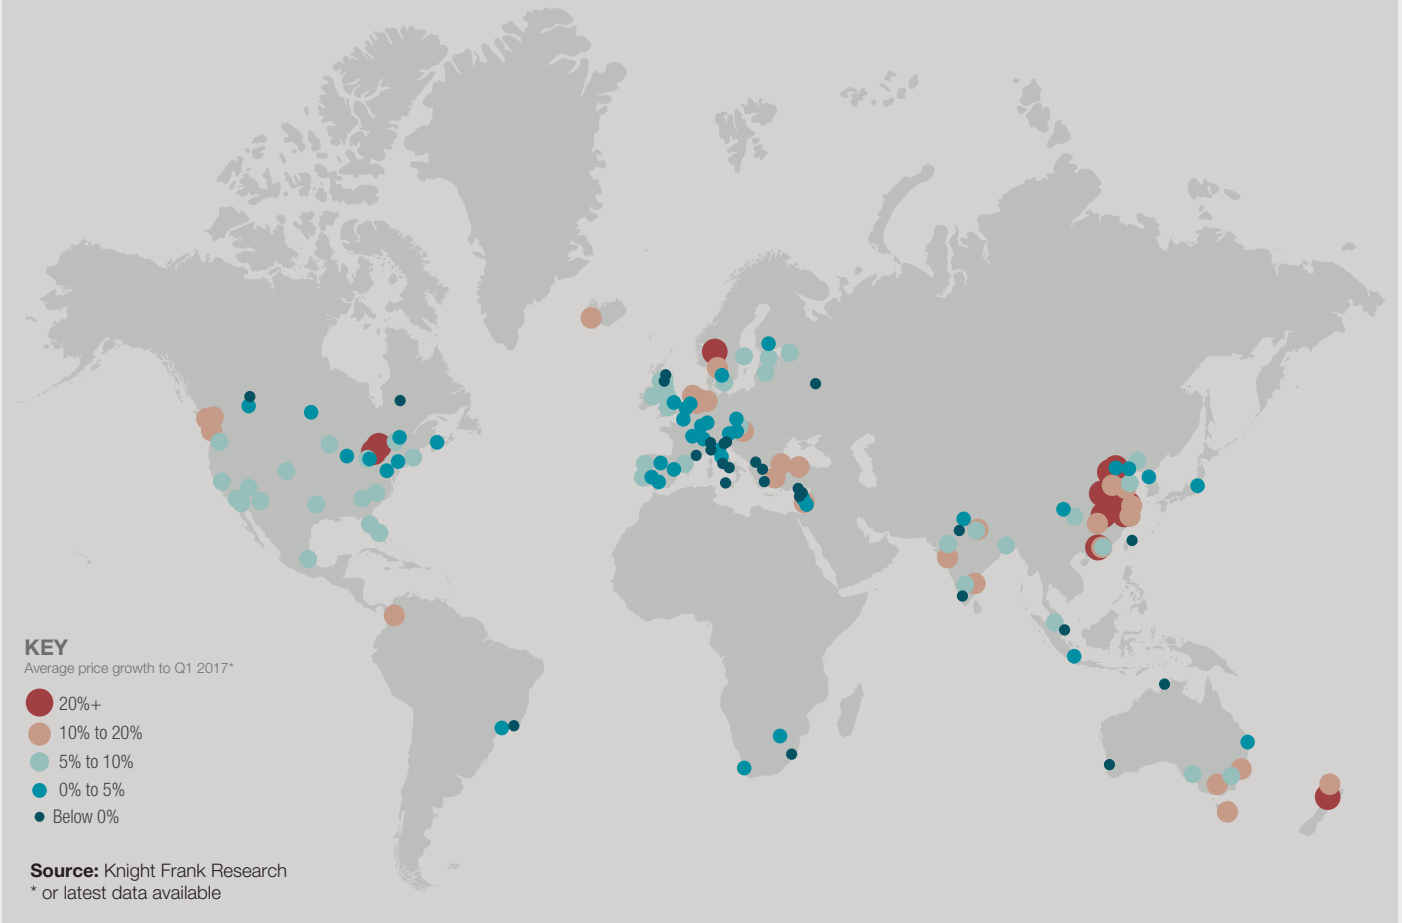 KEY
Average price growth to Q1 2017*
20%+
10% to 20%
5% to 10%
0% to 5%
Below 0%
Source: Knight Frank Research
* or latest data available